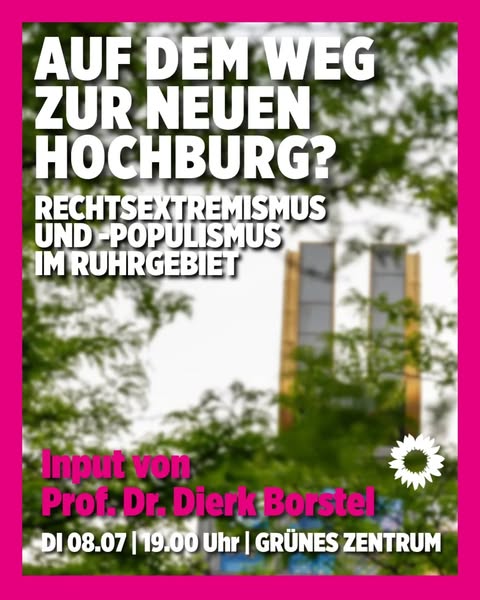 AUF DEM WEG
ZUR NEUEN
HOCHBURG?
RECHTSEXTREMISMUS
UND -POPULISMUS
IM RUHRGEBIET
Input von
Prof. Dr. Dierk Borstel
DI 08.07 | 19.00 Uhr | GRÜNES ZENTRUM